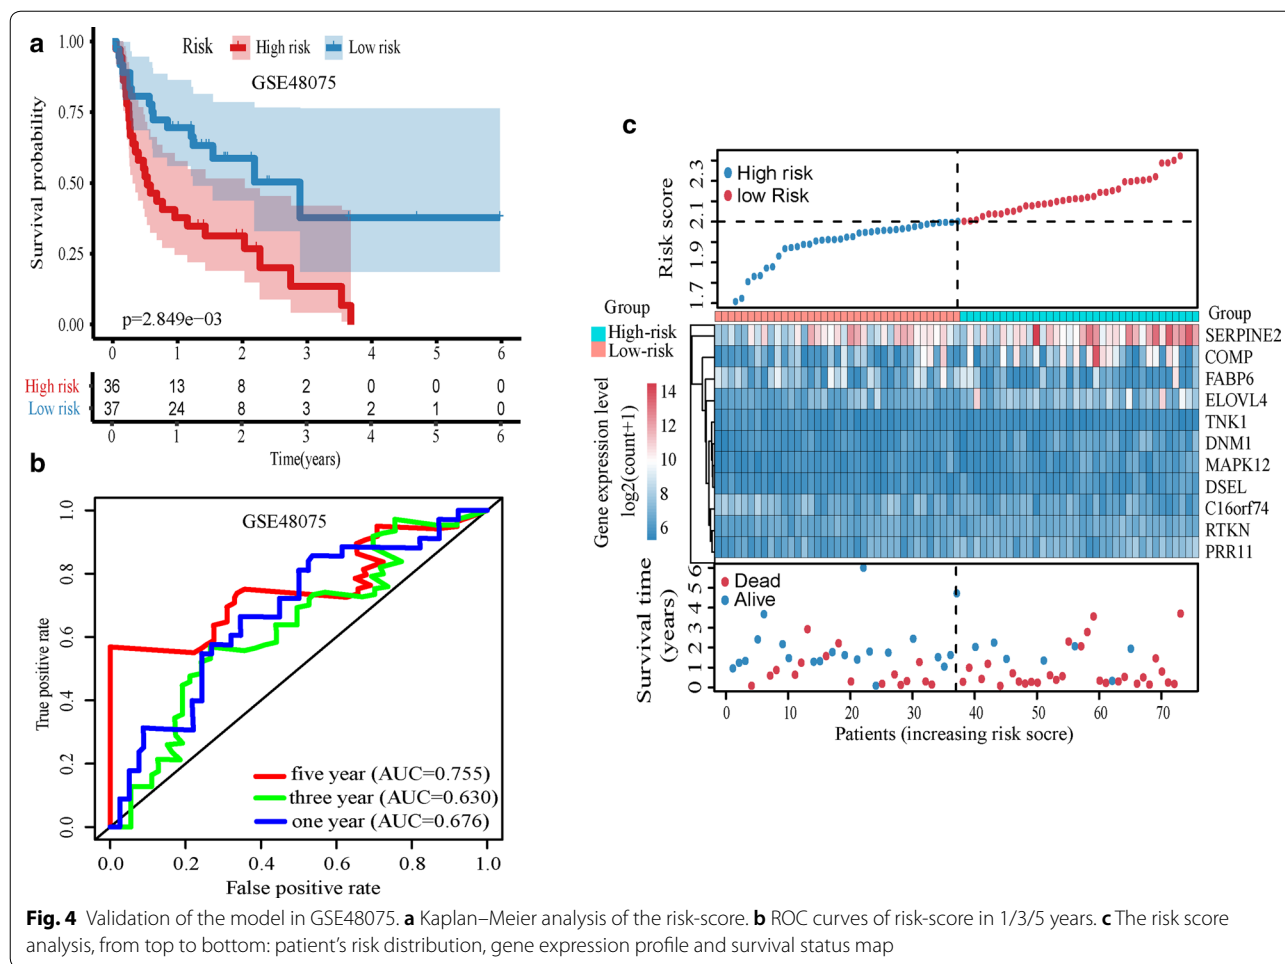 a
Risk High risk Low risk
GSE48075
Survival probability
1.00
0.75
0.50
0.25
0.00
p=2.849e−03
0 1 2 3 4 5 6
High risk 36 13 8 2 0 0 0
Low risk 37 24 8 3 2 1 0
0 1 2 3 4 5 6
Time(years)
b
GSE48075
True positive rate
1.0
0.8
0.6
0.4
0.2
0.0
five year (AUC=0.755)
three year (AUC=0.630)
one year (AUC=0.676)
0.0 0.2 0.4 0.6 0.8 1.0
False positive rate
c
Risk score
2.3
2.1
1.9
1.7
High risk
low Risk
Group
High-risk
Low-risk
Gene expression level
log2(count+1)
14
12
10
8
6
Group
SERPINE2
COMP
FABP6
ELOVL4
TNK1
DNM1
MAPK12
DSEL
C16orf74
RTKN
PRR11
Survival time
(years)
6
5
4
3
2
1
0
Dead
Alive
0 10 20 30 40 50 60 70
Patients (increasing risk socre)
Fig. 4 Validation of the model in GSE48075. a Kaplan–Meier analysis of the risk-score. b ROC curves of risk-score in 1/3/5 years. c The risk score
analysis, from top to bottom: patient's risk distribution, gene expression profile and survival status map